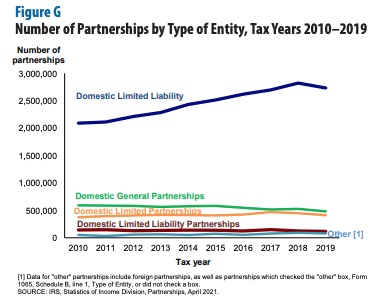 Figure G
Number of Partnerships by Type of Entity, Tax Years 2010–2019
Number of
partnerships
3,000,000
Domestic Limited Liability
2,500,000
2,000,000
1,500,000
1,000,000
Domestic General Partnerships
500,000
Domestic Limited Partnerships
Domestic Limited Liability Partnerships
Other [1]
0
2010 2011 2012 2013 2014 2015 2016 2017 2018 2019
Tax year
[1] Data for "other" partnerships include foreign partnerships, as well as partnerships which checked the "other" box, Form
1065, Schedule B, line 1, Type of Entity, or did not check a box.
SOURCE: IRS, Statistics of Income Division, Partnerships, April 2021.